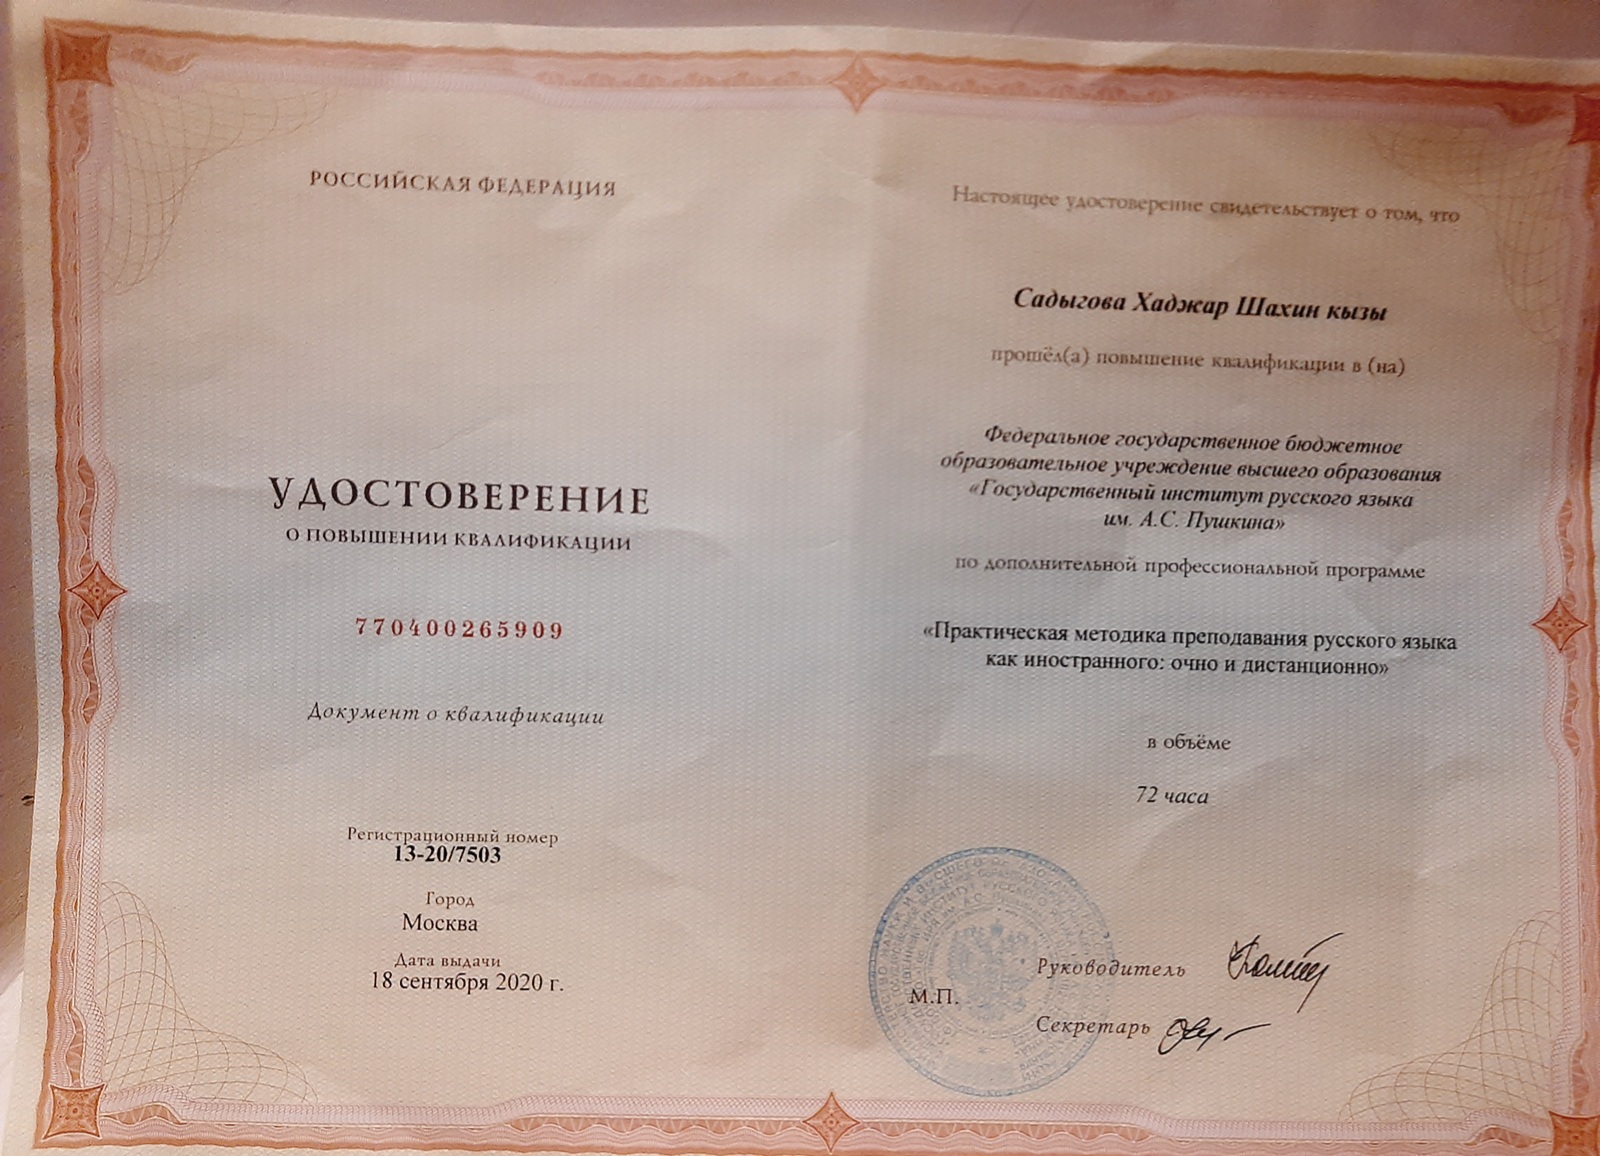 РОССИЙСКАЯ ФЕДЕРАЦИЯ
УДОСТОВЕРЕНИЕ
О ПОВЫШЕНИИ КВАЛИФИКАЦИИ
770400265909
Документ о квалификации
Регистрационный номер
13-20/7503
Город
Москва
Дата выдачи
18 сентября 2020 г.
Настоящее удостоверение свидетельствует о том, что
Садыгова Хаджар Шахин кызы
прошёл(а) повышение квалификации в (на)
Федеральное государственное бюджетное
образовательное учреждение высшего образования
«Государственный институт русского языка
им. А.С. Пушкина»
по дополнительной профессиональной программе
«Практическая методика преподавания русского языка
как иностранного: очно и дистанционно»
в объёме
72 часа
Руководитель
М.П.
Секретарь